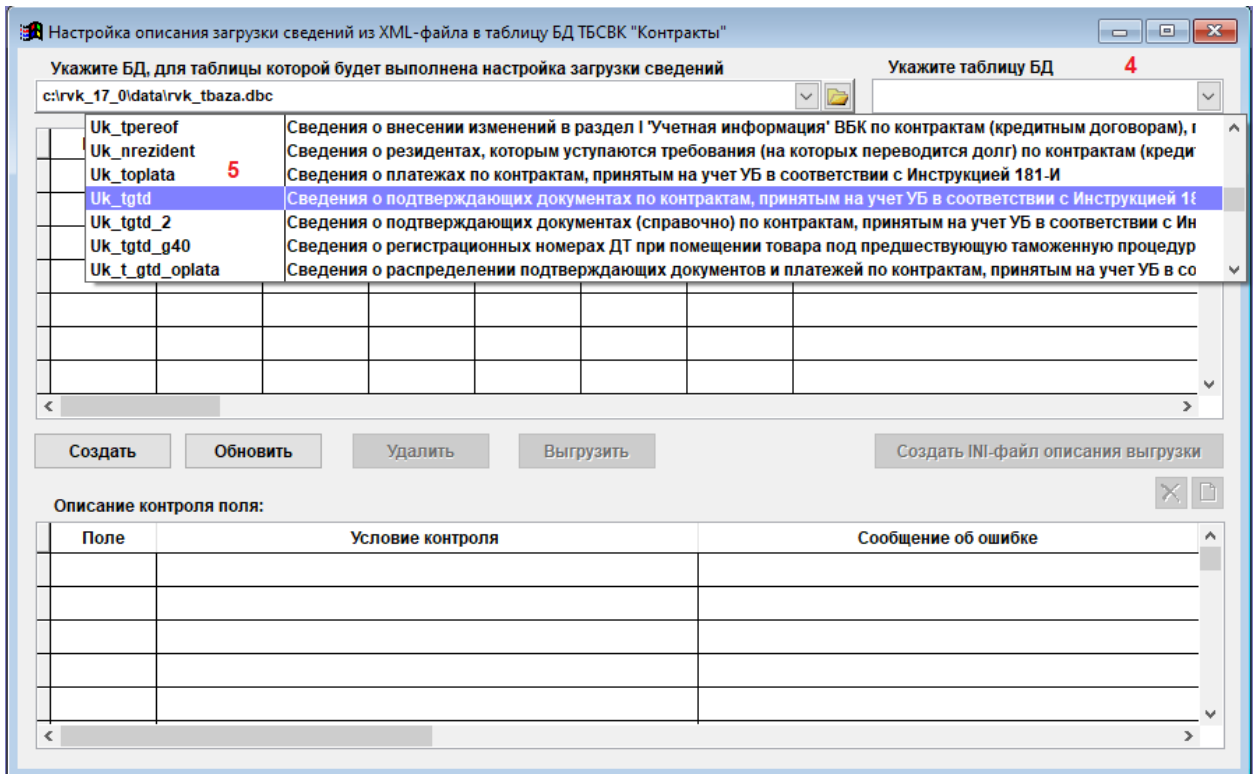 Настройка описания загрузки сведений из XML-файла в таблицу БД ТБСВК "Контракты"
Укажите БД, для таблицы которой будет выполнена настройка загрузки сведений
Укажите таблицу БД 4
c:\rvk_17_0\data\rvk_tbaza.dbc
Uk_tpereof Сведения о внесении изменений в раздел I 'Учетная информация' ВБК по контрактам (кредитным договорам),
Uk_nrezident Сведения о резидентах, которым уступаются требования (на которых переводится долг) по контрактам (креди
Uk_toplata 5 Сведения о платежах по контрактам, принятым на учет УБ в соответствии с Инструкцией 181-И
Uk_tgtd Сведения о подтверждающих документах по контрактам, принятым на учет УБ в соответствии с Инструкцией 18
Uk_tgtd_2 Сведения о подтверждающих документах (справочно) по контрактам, принятым на учет УБ в соответствии с Ин
Uk_tgtd_g40 Сведения о регистрационных номерах ДТ при помещении товара под предшествующую таможенную процедур
Uk_t_gtd_oplata Сведения о распределении подтверждающих документов и платежей по контрактам, принятым на учет УБ в со
Создать Обновить Удалить Выгрузить Создать INI-файл описания выгрузки
Описание контроля поля:
Поле Условие контроля Сообщение об ошибке